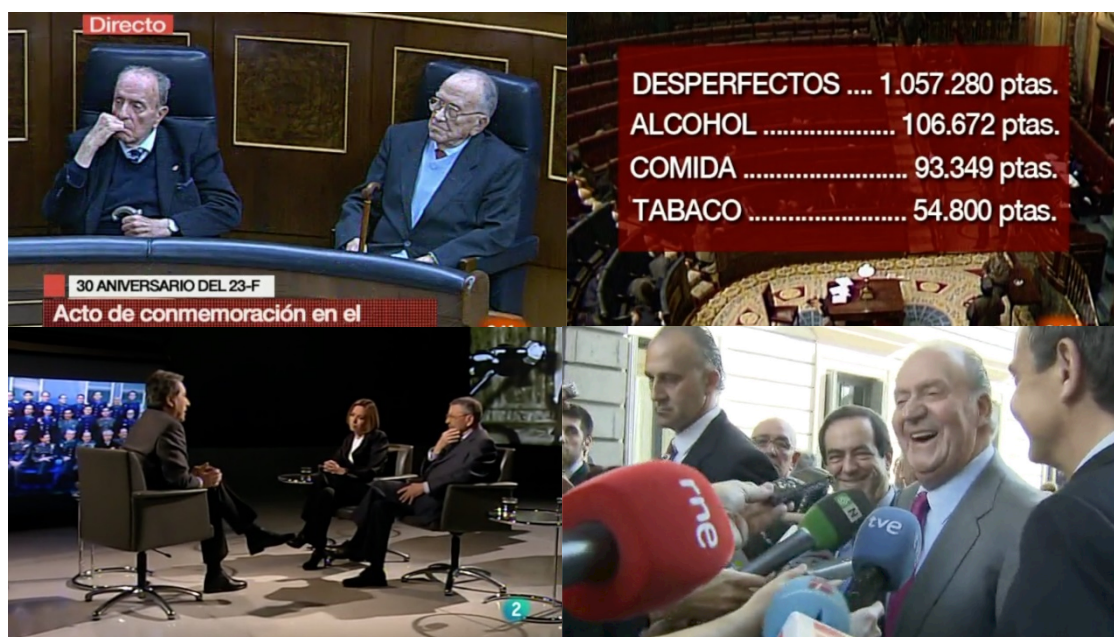 Directo
30 ANIVERSARIO DEL 23-F
Acto de conmemoración en el
DESPERFECTOS .... 1.057.280 ptas.
ALCOHOL ...................... 106.672 ptas.
COMIDA ........................... 93.349 ptas.
TABACO .......................... 54.800 ptas.
2
rne
N
tve